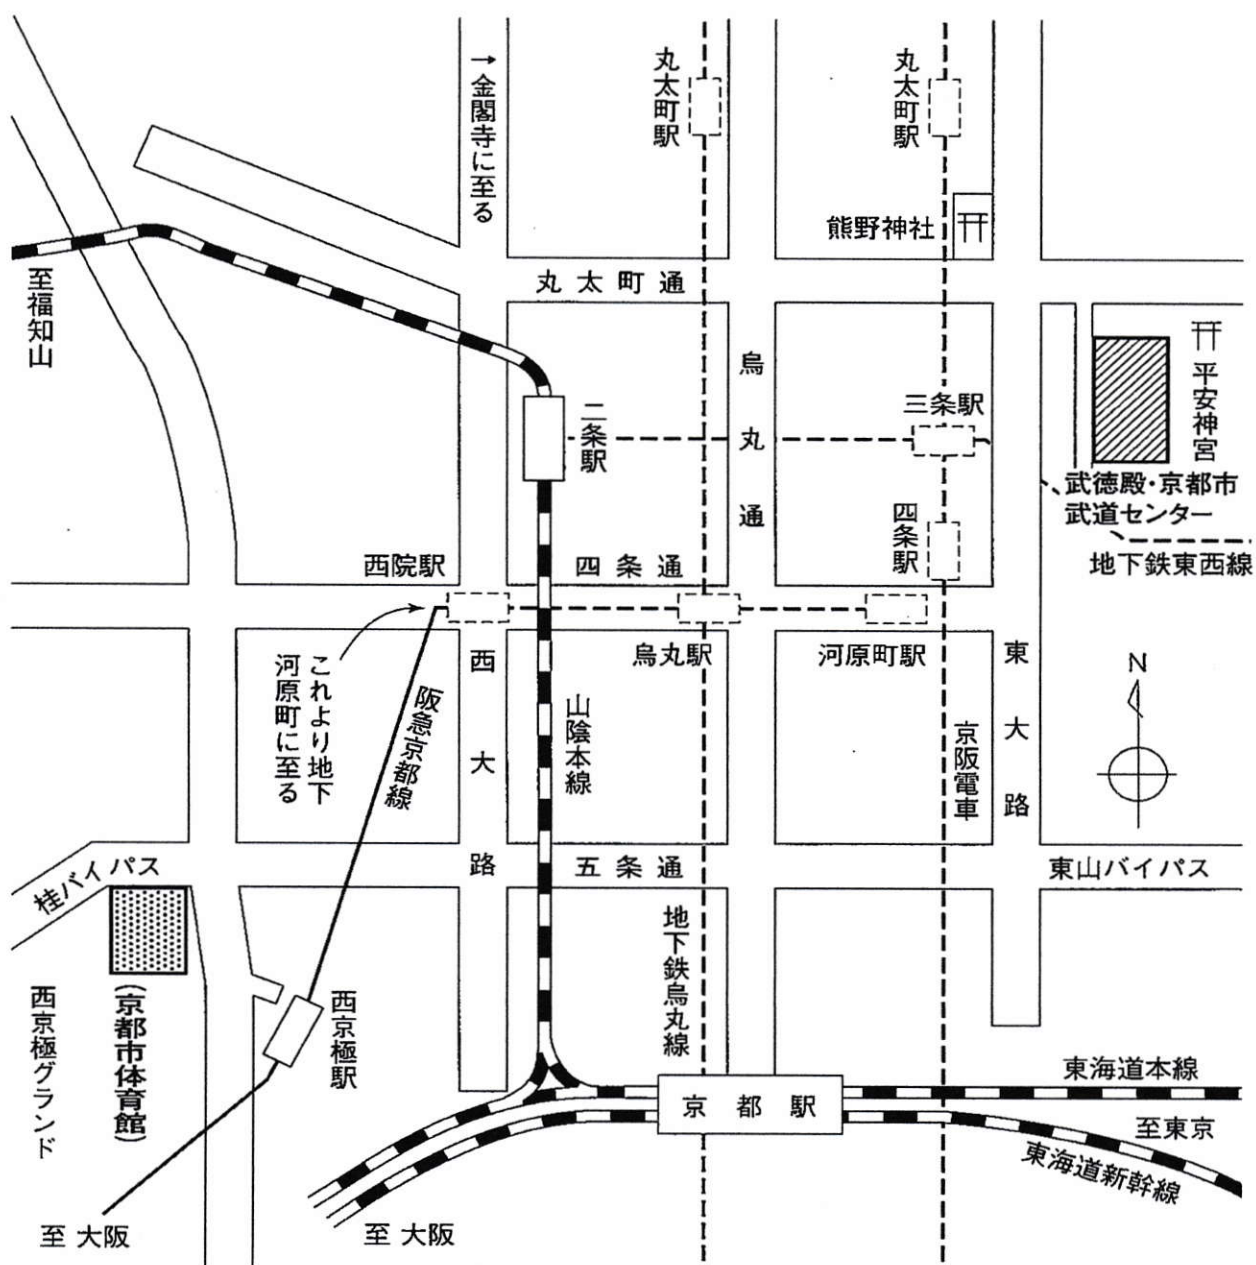 →金閣寺に至る
丸太町駅
丸太町駅
熊野神社
丸太町通
至福知山
烏丸通
三条駅
二条駅
平安神宮
武徳殿・京都市
武道センター
地下鉄東西線
四条駅
西院駅
四条通
烏丸駅
河原町駅
これより地下
河原町に至る
阪急京都線
西大路
山陰本線
京阪電車
東大路
N
桂バイパス
五条通
東山バイパス
地下鉄烏丸線
西京極グランド
(京都市体育館)
西京極駅
京都駅
東海道本線
至東京
東海道新幹線
至 大阪
至 大阪